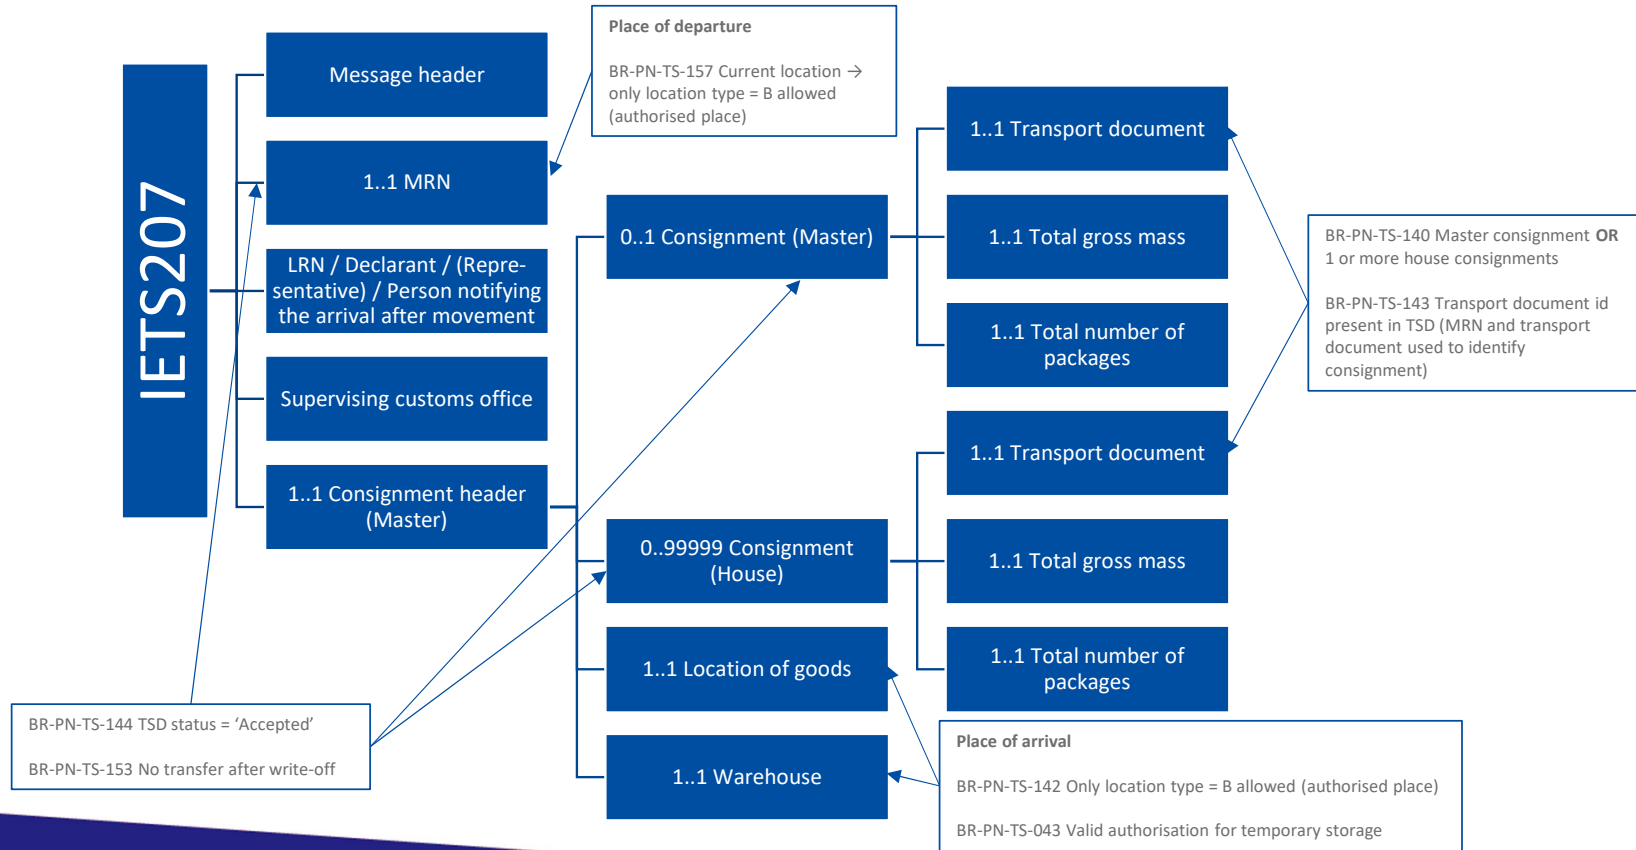 IETS207
Message header
1..1 MRN
LRN / Declarant / (Repre-
sentative) / Person notifying
the arrival after movement
Supervising customs office
1..1 Consignment header
(Master)
Place of departure
BR-PN-TS-157 Current location →
only location type = B allowed
(authorised place)
0..1 Consignment (Master)
0..99999 Consignment
(House)
1..1 Location of goods
1..1 Warehouse
1..1 Transport document
1..1 Total gross mass
1..1 Total number of
packages
1..1 Transport document
1..1 Total gross mass
1..1 Total number of
packages
BR-PN-TS-140 Master consignment OR
1 or more house consignments
BR-PN-TS-143 Transport document id
present in TSD (MRN and transport
document used to identify
consignment)
BR-PN-TS-144 TSD status = ‘Accepted’
BR-PN-TS-153 No transfer after write-off
Place of arrival
BR-PN-TS-142 Only location type = B allowed (authorised place)
BR-PN-TS-043 Valid authorisation for temporary storage